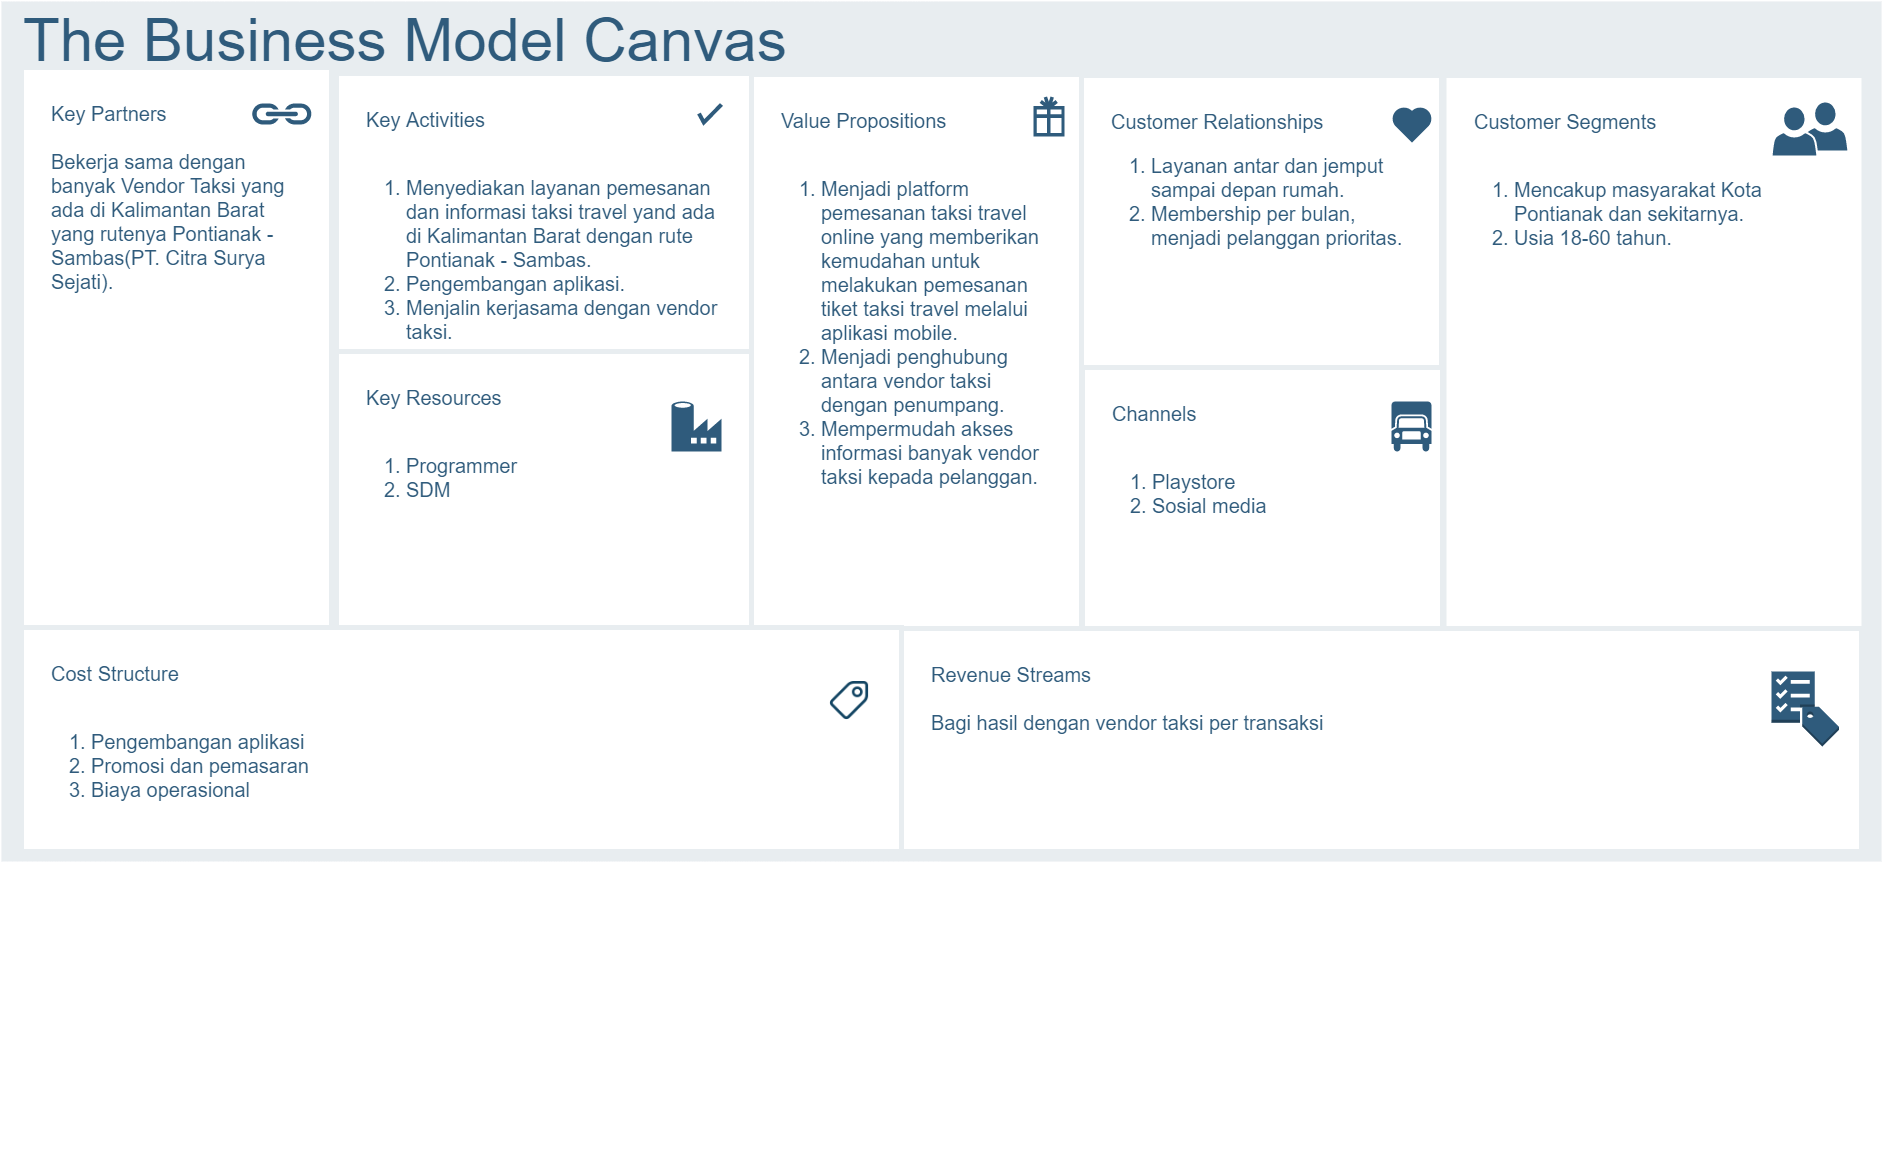 The Business Model Canvas
Key Partners
Bekerja sama dengan
banyak Vendor Taksi yang
ada di Kalimantan Barat
yang rutenya Pontianak -
Sambas(PT. Citra Surya
Sejati).
Key Activities
1. Menyediakan layanan pemesanan
dan informasi taksi travel yand ada
di Kalimantan Barat dengan rute
Pontianak - Sambas.
2. Pengembangan aplikasi.
3. Menjalin kerjasama dengan vendor
taksi.
Key Resources
1. Programmer
2. SDM
Value Propositions
1. Menjadi platform
pemesanan taksi travel
online yang memberikan
kemudahan untuk
melakukan pemesanan
tiket taksi travel melalui
aplikasi mobile.
2. Menjadi penghubung
antara vendor taksi
dengan penumpang.
3. Mempermudah akses
informasi banyak vendor
taksi kepada pelanggan.
Customer Relationships
1. Layanan antar dan jemput
sampai depan rumah.
2. Membership per bulan,
menjadi pelanggan prioritas.
Channels
1. Playstore
2. Sosial media
Customer Segments
1. Mencakup masyarakat Kota
Pontianak dan sekitarnya.
2. Usia 18-60 tahun.
Cost Structure
1. Pengembangan aplikasi
2. Promosi dan pemasaran
3. Biaya operasional
Revenue Streams
Bagi hasil dengan vendor taksi per transaksi